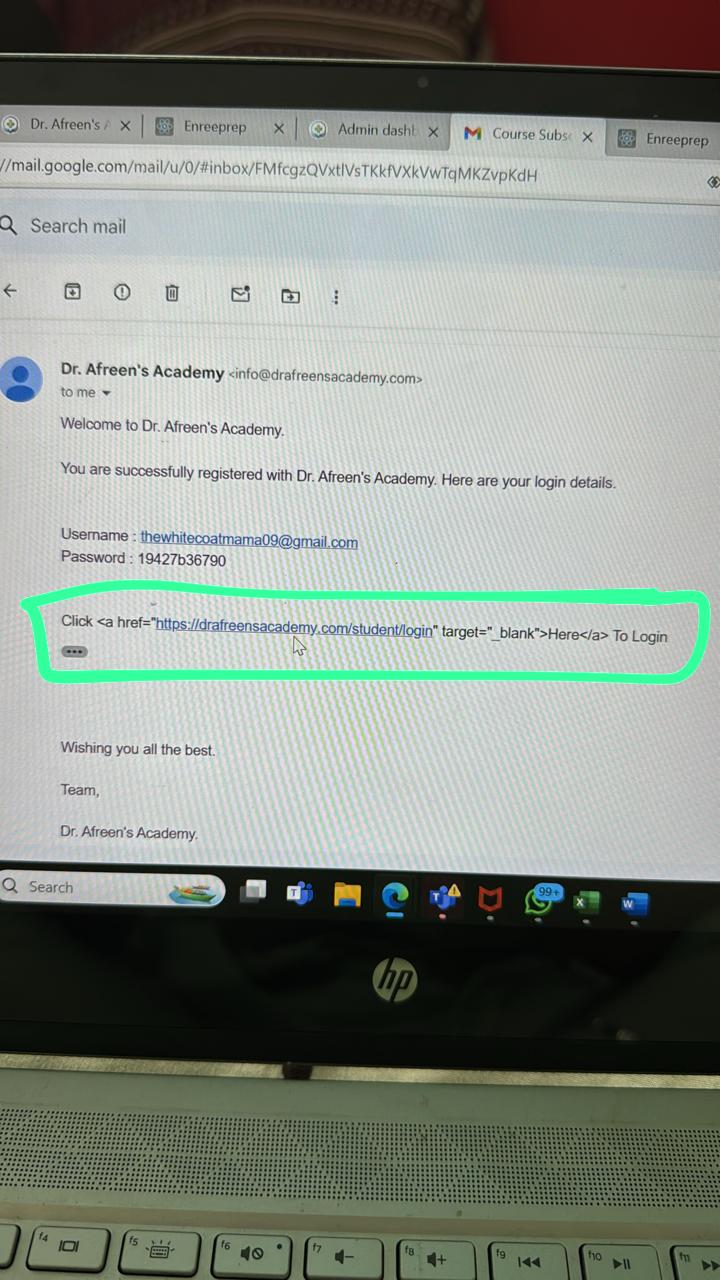 Dr. Afreen's A
Enreeprep
Admin dashb
Course Subsc
Enreeprep
//mail.google.com/mail/u/0/#inbox/FMfcgzQVxtlVsTKkfVXkVwTqMKZvpKdH
Search mail
Dr. Afreen's Academy <info@drafreensacademy.com>
to me
Welcome to Dr. Afreen's Academy.
You are successfully registered with Dr. Afreen's Academy. Here are your login details.
Username : thewhitecoatmama09@gmail.com
Password : 19427b36790
Click <a href="https://drafreensacademy.com/student/login" target="_blank">Here</a> To Login
Wishing you all the best.
Team,
Dr. Afreen's Academy.
Search
99+
hp
f4
f5
f6
f7
f8
f9
f10
f11